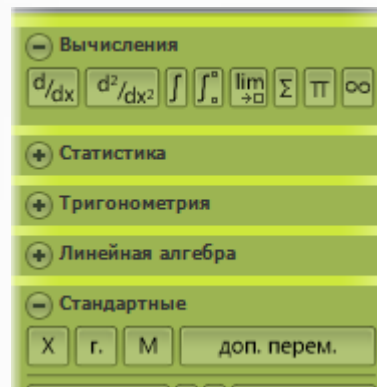 Вычисления
d/dx d²/dx² ∫ ∫ lim →□ Σ π ∞
Статистика
Тригонометрия
Линейная алгебра
Стандартные
X г. M доп. перем.